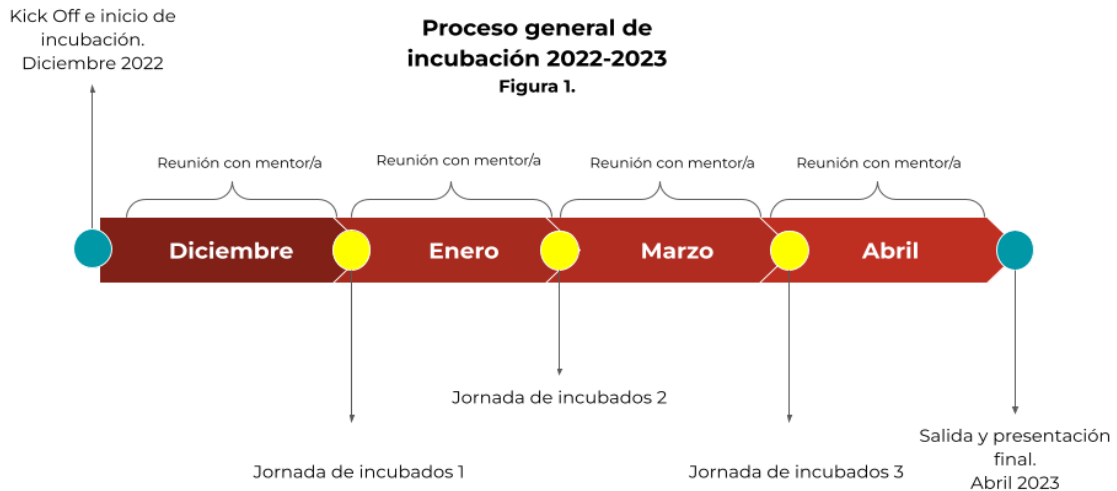 Kick Off e inicio de
incubación.
Diciembre 2022
Proceso general de
incubación 2022-2023
Figura 1.
Reunión con mentor/a
Reunión con mentor/a
Reunión con mentor/a
Reunión con mentor/a
Diciembre
Enero
Marzo
Abril
Jornada de incubados 2
Jornada de incubados 1
Jornada de incubados 3
Salida y presentación
final.
Abril 2023